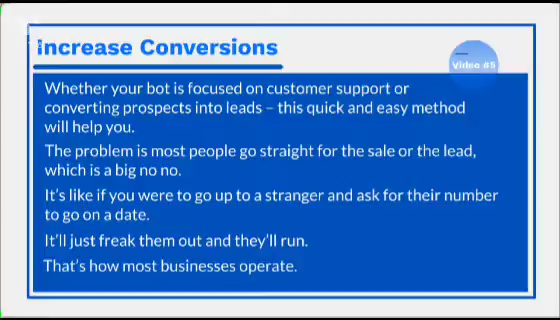 Increase Conversions
Video #5
Whether your bot is focused on customer support or
converting prospects into leads – this quick and easy method
will help you.
The problem is most people go straight for the sale or the lead,
which is a big no no.
It's like if you were to go up to a stranger and ask for their number
to go on a date.
It'll just freak them out and they'll run.
That's how most businesses operate.